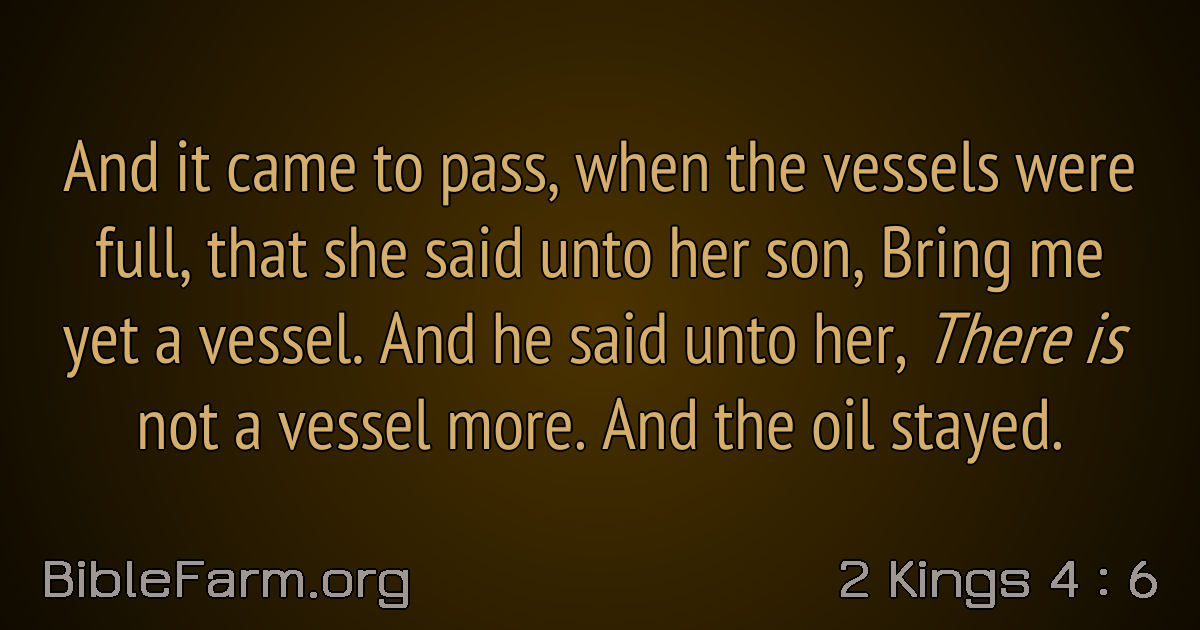 And it came to pass, when the vessels were
full, that she said unto her son, Bring me
yet a vessel. And he said unto her, There is
not a vessel more. And the oil stayed.
BibleFarm.org
2 Kings 4 : 6